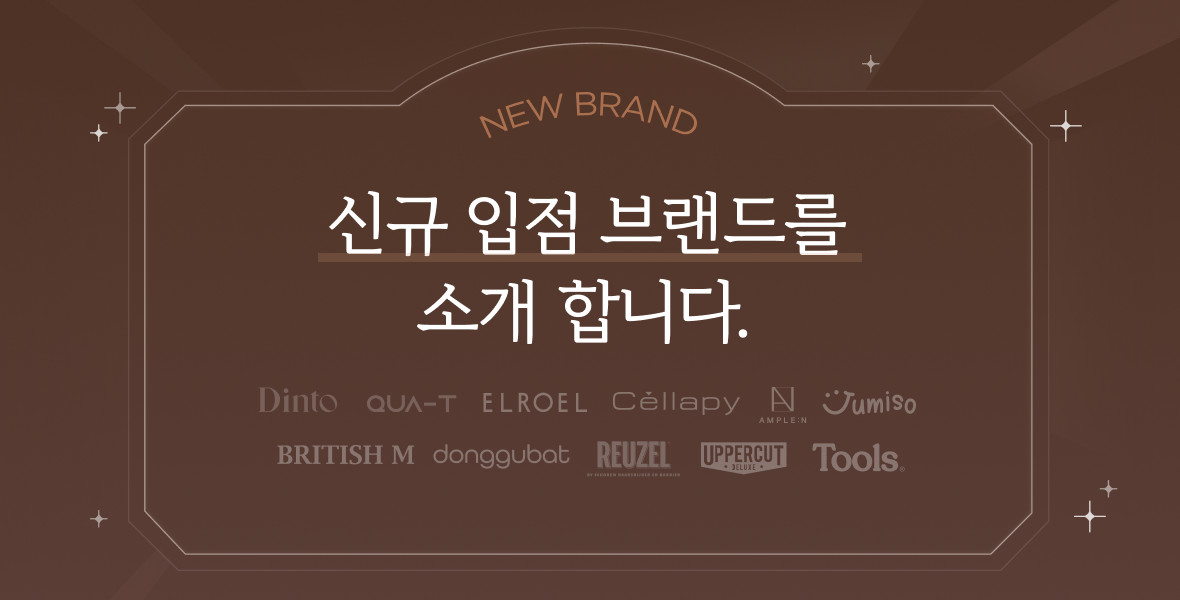 NEW BRAND
신규 입점 브랜드를
소개 합니다.
Dinto QUA-T ELROEL Cellapy AMPLE:N Jumiso
BRITISH M donggubat REUZEL UPPERCUT DELUXE Tools®